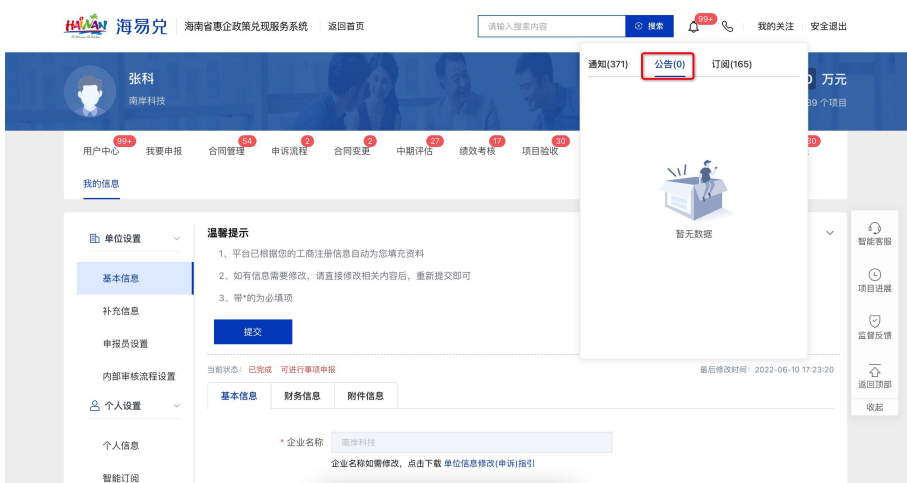 HAINAN 海易兑 海南省惠企政策兑现服务系统 返回首页 请输入搜索内容 搜索 99+ 我的关注 安全退出
通知(371) 公告(0) 订阅(165)
张科
南岸科技
万元
39 个项目
用户中心 99+ 我要申报 合同管理 54 申诉流程 2 合同变更 2 中期评估 27 绩效考核 17 项目验收 30
我的信息
暂无数据
单位设置
基本信息
补充信息
申报员设置
内部审核流程设置
个人设置
个人信息
智能订阅
温馨提示
1、平台已根据您的工商注册信息自动为您填充资料
2、如有信息需要修改，请直接修改相关内容后，重新提交即可
3、带*的为必填项
提交
当前状态： 已完成 可进行事项申报 最后修改时间：2022-06-10 17:23:20
基本信息 财务信息 附件信息
* 企业名称 南岸科技
企业名称如需修改，点击下载 单位信息修改(申诉)指引
智能客服
项目进展
监督反馈
返回顶部
收起